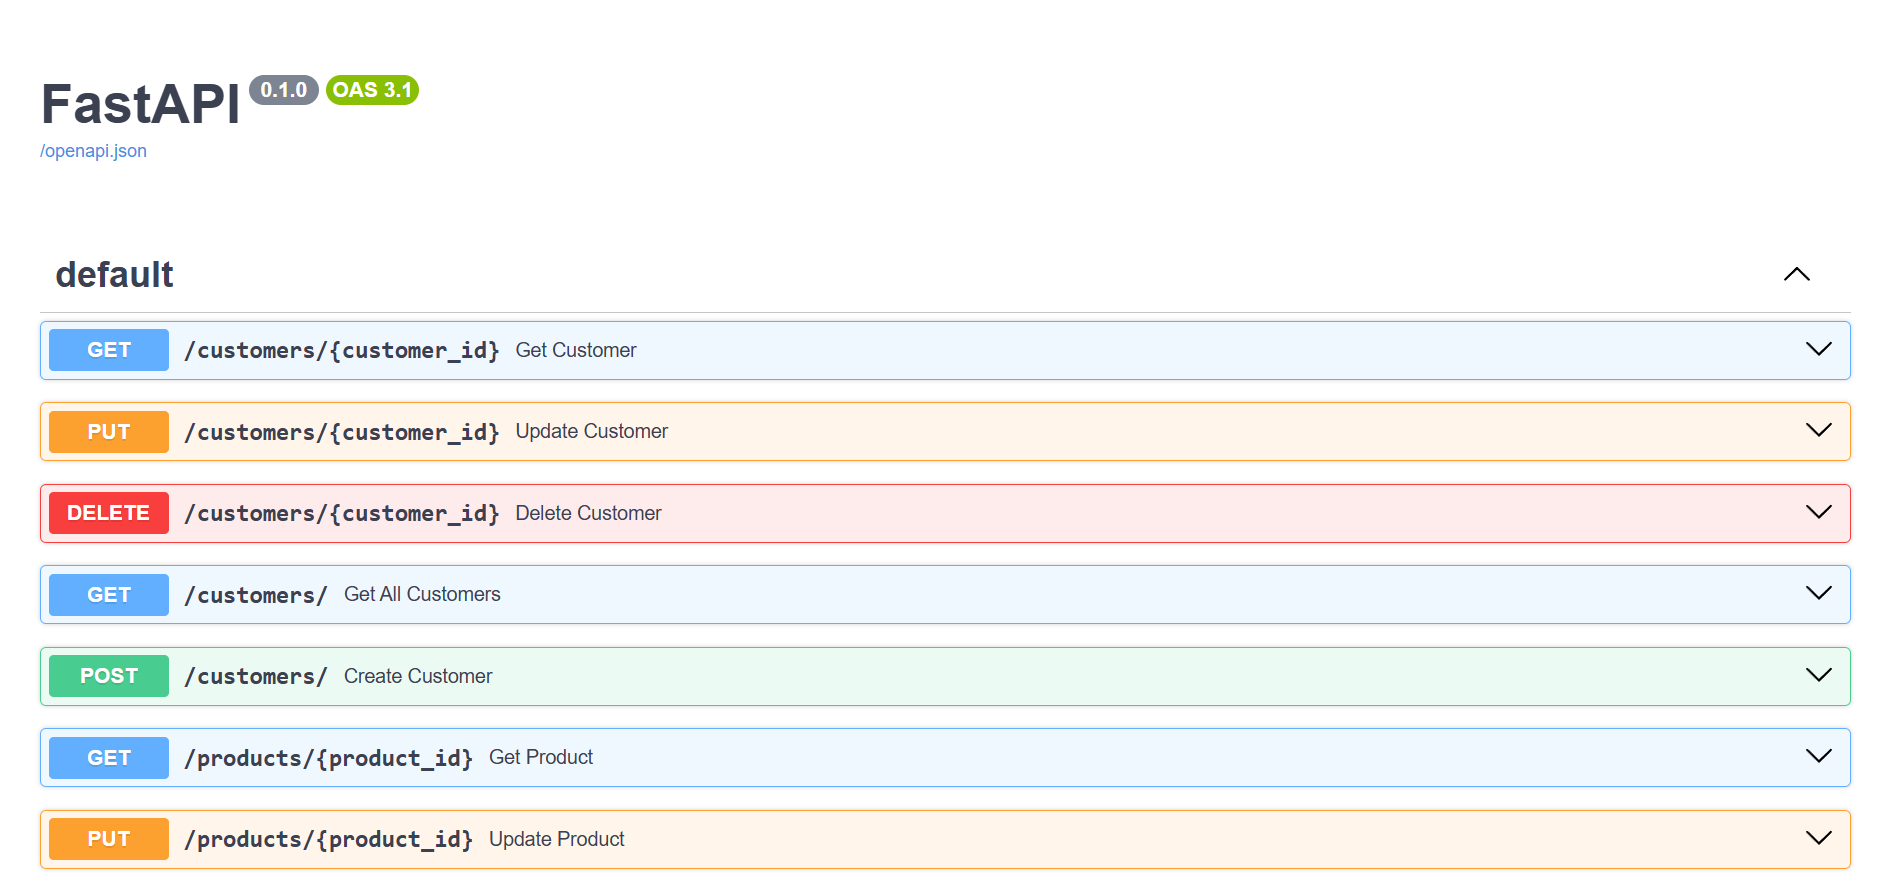 FastAPI 0.1.0 OAS 3.1
/openapi.json
default
GET /customers/{customer_id} Get Customer
PUT /customers/{customer_id} Update Customer
DELETE /customers/{customer_id} Delete Customer
GET /customers/ Get All Customers
POST /customers/ Create Customer
GET /products/{product_id} Get Product
PUT /products/{product_id} Update Product